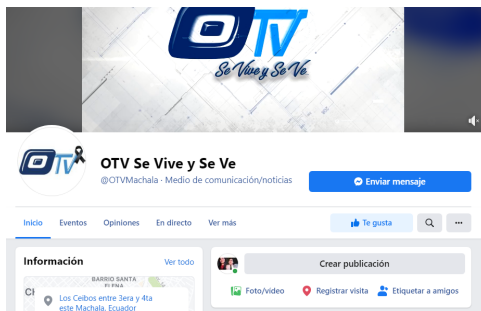 OTV
Se Vive y Se Ve
OTV
OTV Se Vive y Se Ve
@OTVMachala · Medio de comunicación/noticias
Enviar mensaje
Inicio
Eventos
Opiniones
En directo
Ver más
Te gusta
Información
Ver todo
BARRIO SANTA
ELENA
Los Ceibos entre 3era y 4ta
este Machala, Ecuador
Crear publicación
Foto/video
Registrar visita
Etiquetar a amigos